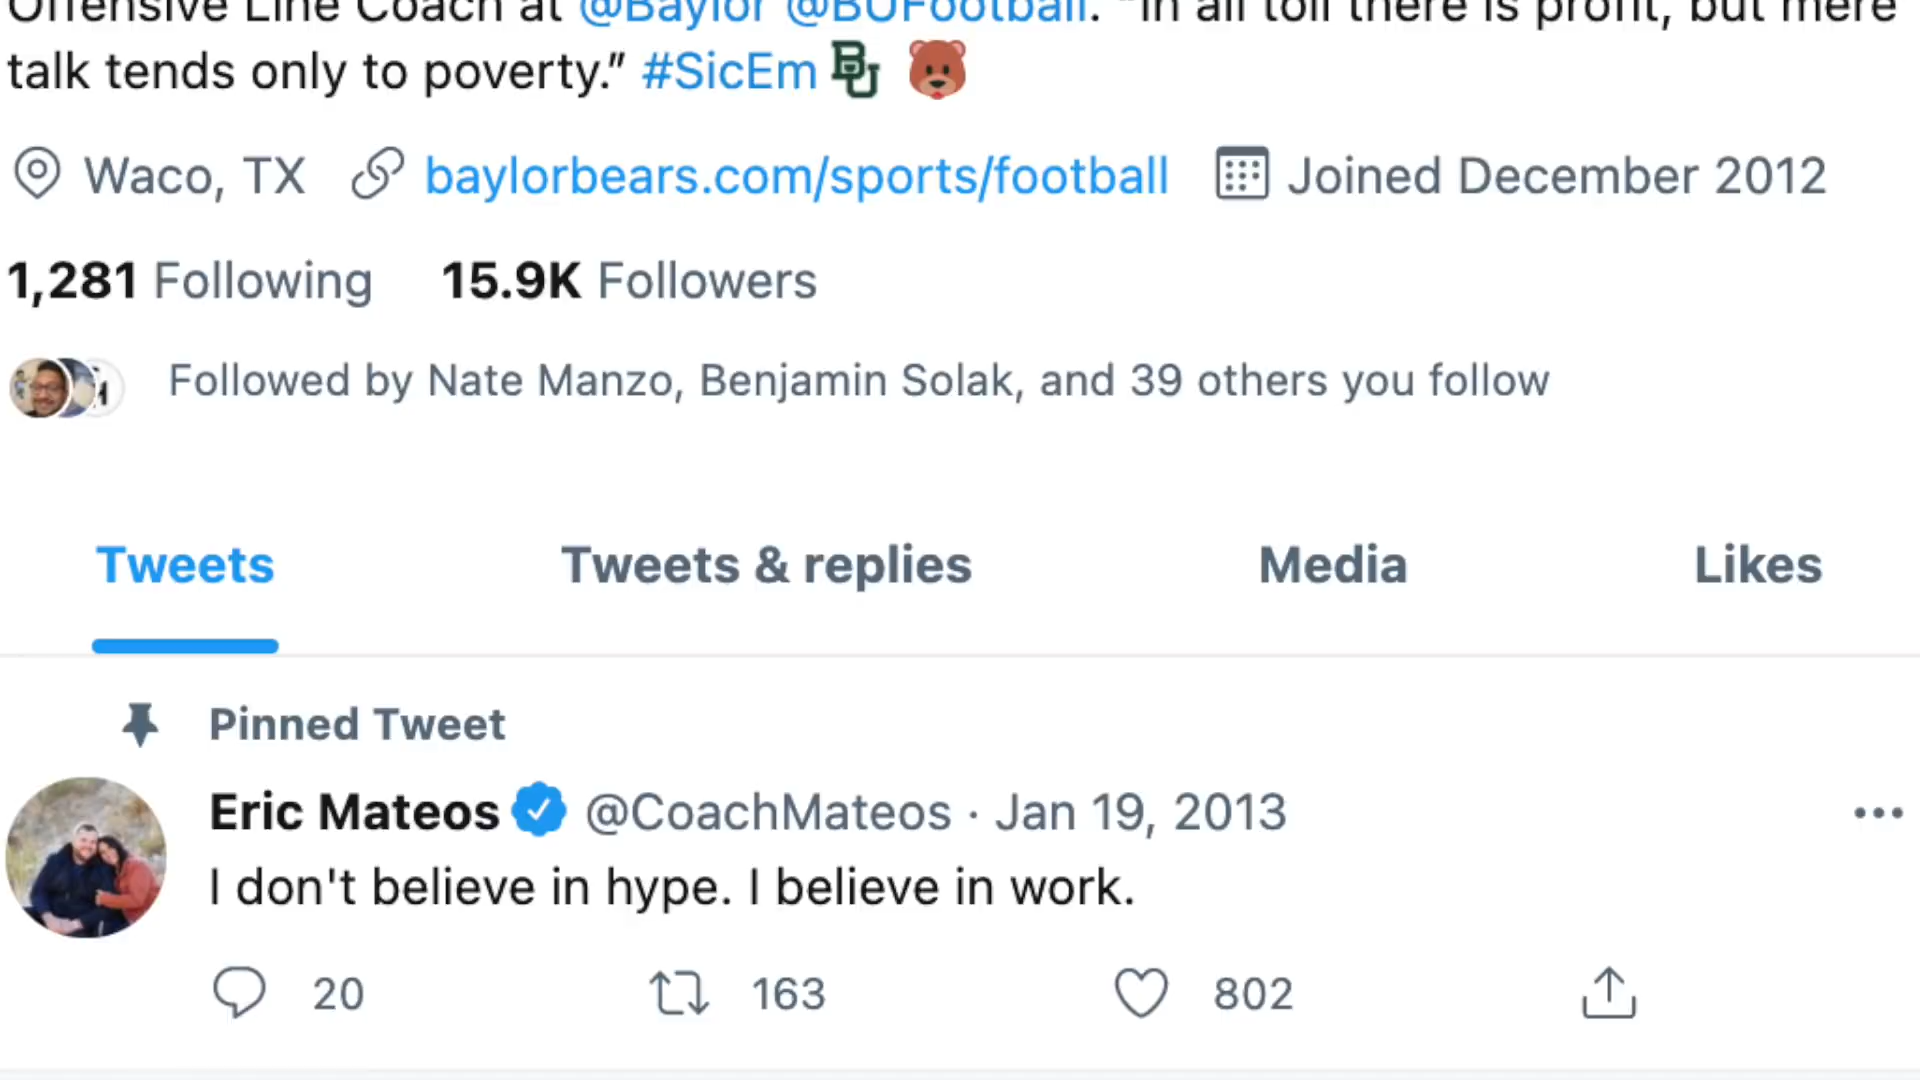 Offensive Line Coach at @Baylor @BUFootball. "In all toil there is profit, but mere
talk tends only to poverty.” #SicEm BU
Waco, TX baylorbears.com/sports/football Joined December 2012
1,281 Following 15.9K Followers
Followed by Nate Manzo, Benjamin Solak, and 39 others you follow
Tweets Tweets & replies Media Likes
Pinned Tweet
Eric Mateos @CoachMateos · Jan 19, 2013
I don't believe in hype. I believe in work.
20 163 802